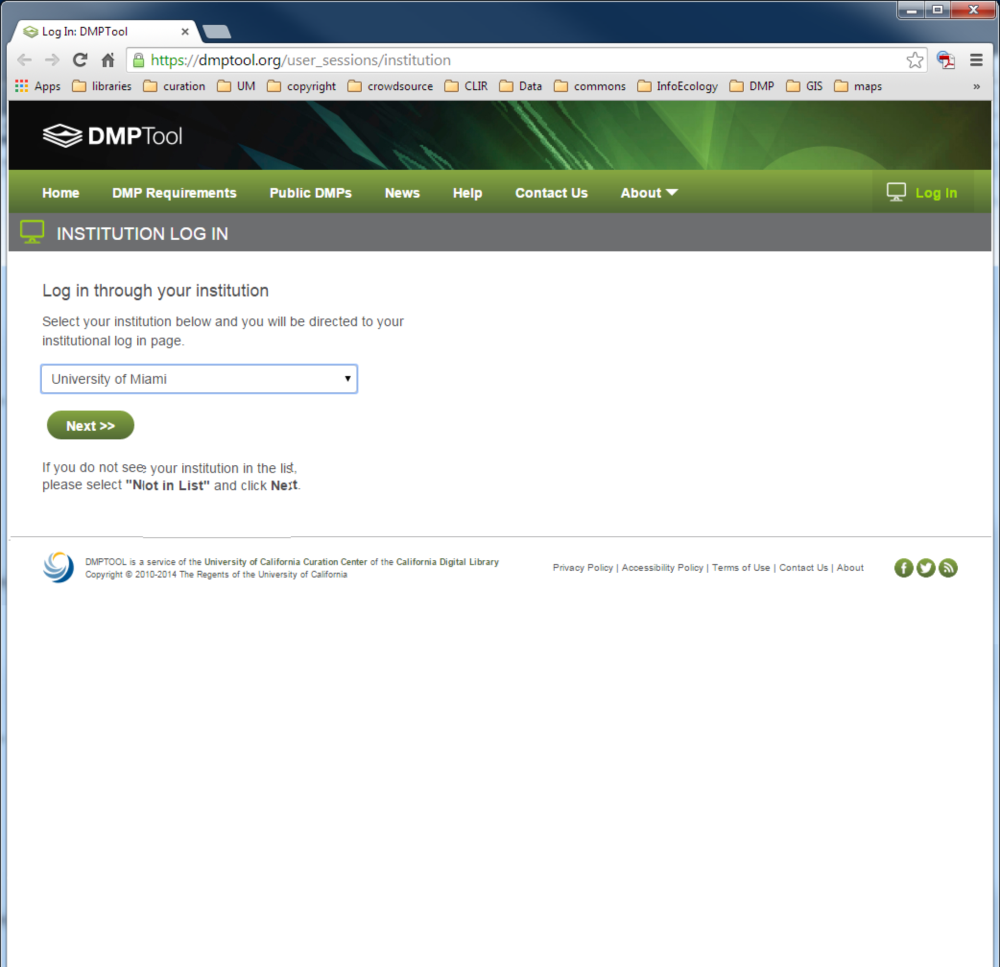 Log In: DMPTool
https://dmptool.org/user_sessions/institution
Apps libraries curation UM copyright crowdsource CLIR Data commons InfoEcology DMP GIS maps »
DMPTool
Home DMP Requirements Public DMPs News Help Contact Us About Log In
INSTITUTION LOG IN
Log in through your institution
Select your institution below and you will be directed to your
institutional log in page.
University of Miami
Next >>
If you do not see your institution in the list,
please select "Not in List" and click Next.
DMPTOOL is a service of the University of California Curation Center of the California Digital Library
Copyright © 2010-2014 The Regents of the University of California
Privacy Policy | Accessibility Policy | Terms of Use | Contact Us | About